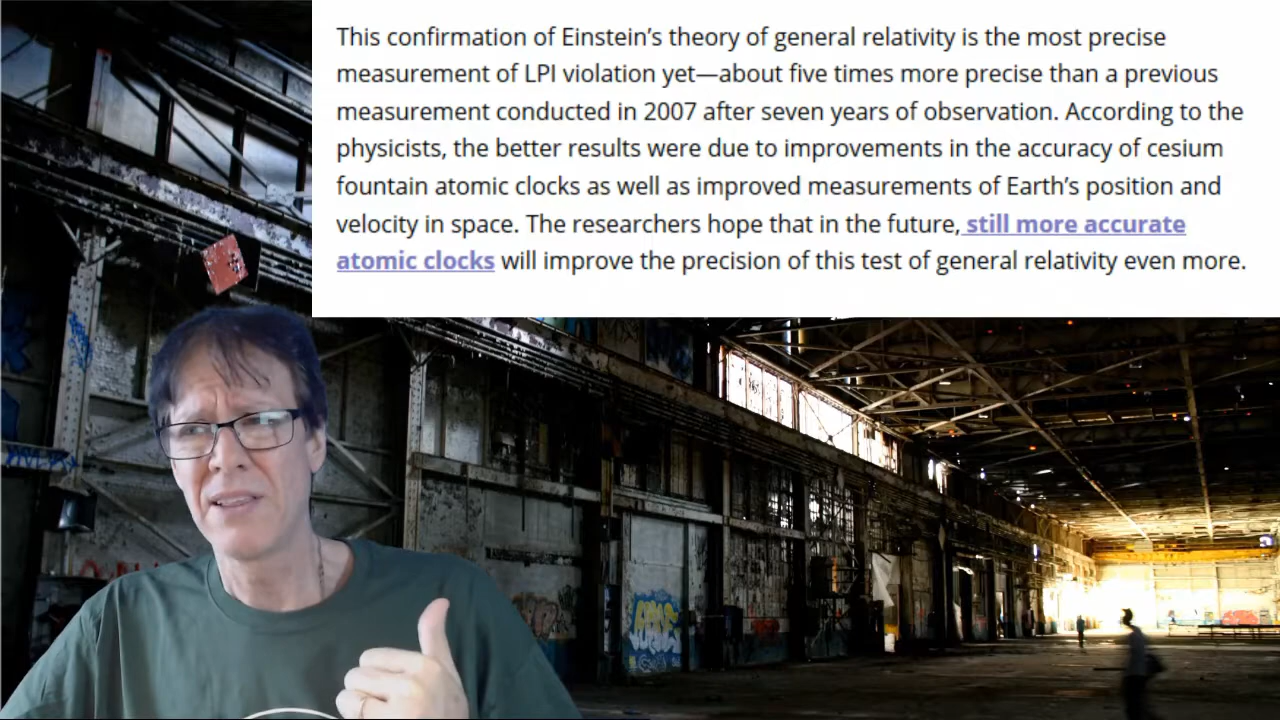 This confirmation of Einstein’s theory of general relativity is the most precise
measurement of LPI violation yet—about five times more precise than a previous
measurement conducted in 2007 after seven years of observation. According to the
physicists, the better results were due to improvements in the accuracy of cesium
fountain atomic clocks as well as improved measurements of Earth’s position and
velocity in space. The researchers hope that in the future, still more accurate
atomic clocks will improve the precision of this test of general relativity even more.